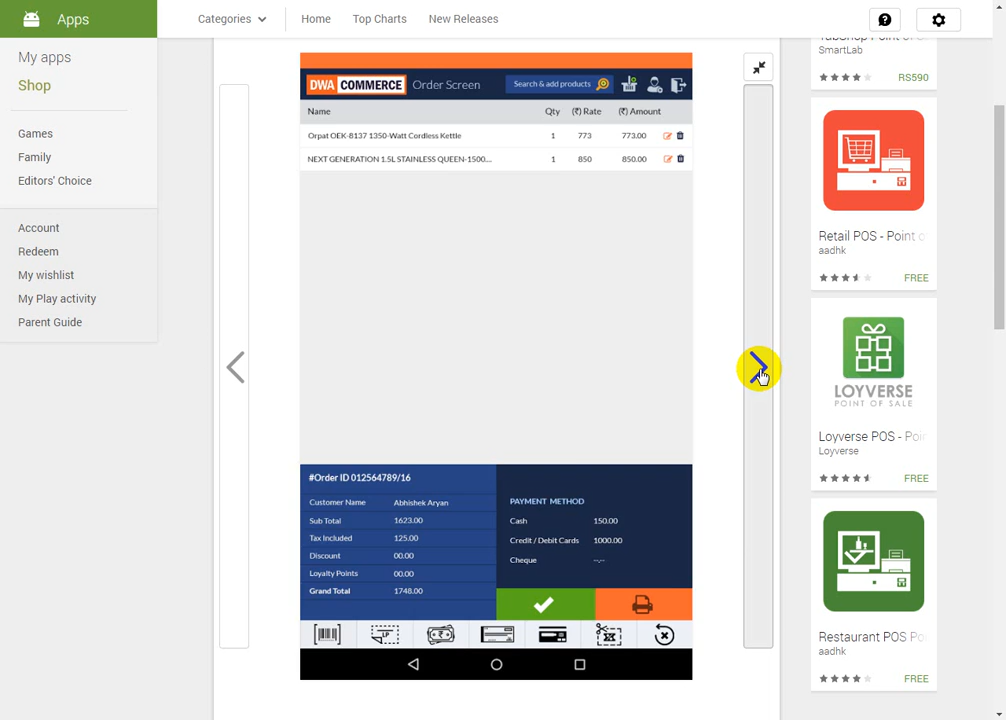 Apps
Categories
Home
Top Charts
New Releases
My apps
Shop
Games
Family
Editors' Choice
Account
Redeem
My wishlist
My Play activity
Parent Guide
DWA COMMERCE Order Screen
Search & add products
Name Qty (₹) Rate (₹) Amount
Orpat OEK-8137 1350-Watt Cordless Kettle 1 773 773.00
NEXT GENERATION 1.5L STAINLESS QUEEN-1500... 1 850 850.00
#Order ID 012564789/16
Customer Name Abhishek Aryan
Sub Total 1623.00
Tax Included 125.00
Discount 00.00
Loyalty Points 00.00
Grand Total 1748.00
PAYMENT METHOD
Cash 150.00
Credit / Debit Cards 1000.00
Cheque --.--
LP
SmartLab
RS590
Retail POS - Point o
aadhk
FREE
LOYVERSE
POINT OF SALE
Loyverse POS - Poi
Loyverse
FREE
Restaurant POS Po
aadhk
FREE